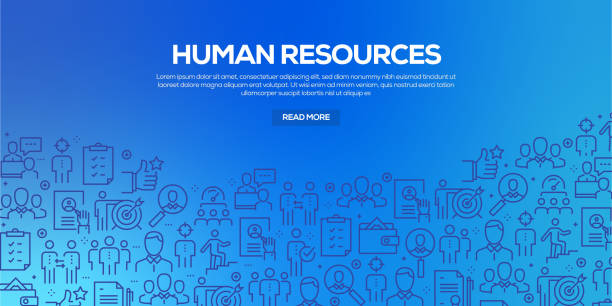 HUMAN RESOURCES
Lorem ipsum dolor sit amet, consectetuer adipiscing elit, sed diam nonummy nibh euismod tincidunt ut
laoreet dolore magna aliquam erat volutpat. Ut wisi enim ad minim veniam, quis nostrud exerci tation
ullamcorper suscipit lobortis nisl ut aliquip ex ea
READ MORE